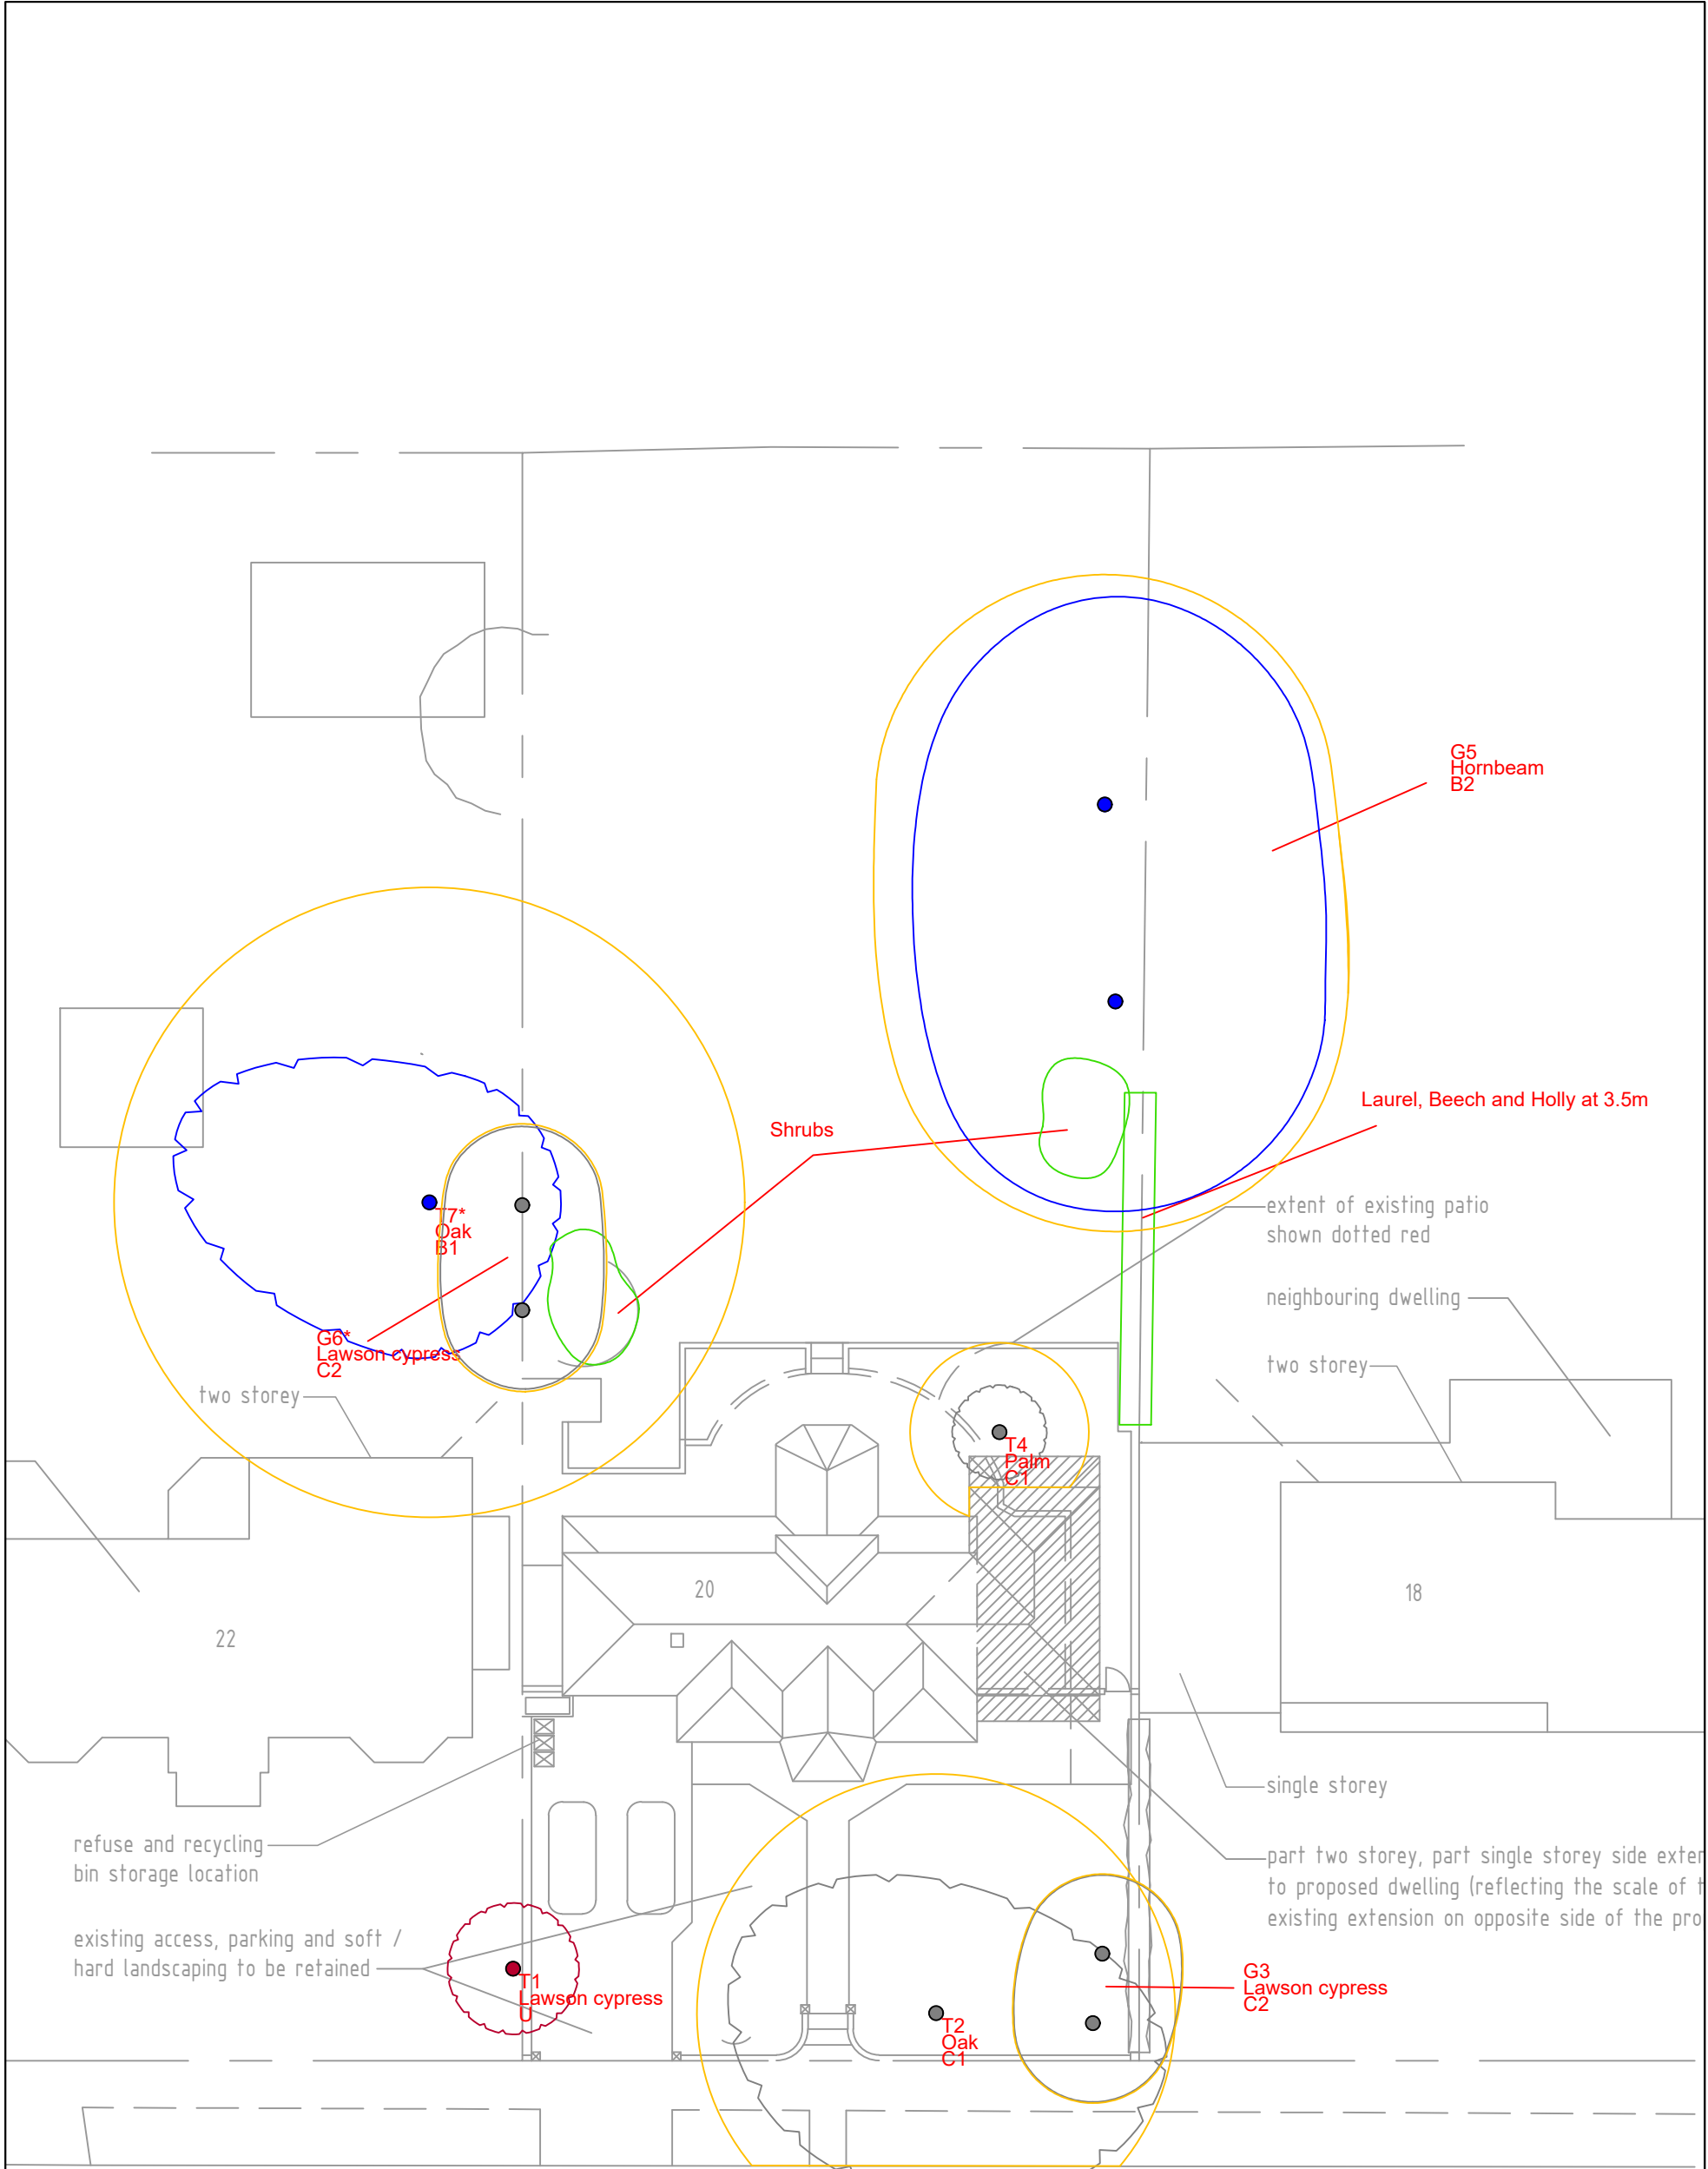 G5
Hornbeam
B2
Laurel, Beech and Holly at 3.5m
Shrubs
extent of existing patio
shown dotted red
T7*
Oak
B1
neighbouring dwelling
G6*
Lawson cypress
C2
two storey
two storey
T4
Palm
C1
20
18
22
single storey
refuse and recycling
bin storage location
part two storey, part single storey side exter
to proposed dwelling (reflecting the scale of t
existing extension on opposite side of the pro
existing access, parking and soft /
hard landscaping to be retained
T1
Lawson cypress
U
G3
Lawson cypress
C2
T2
Oak
C1